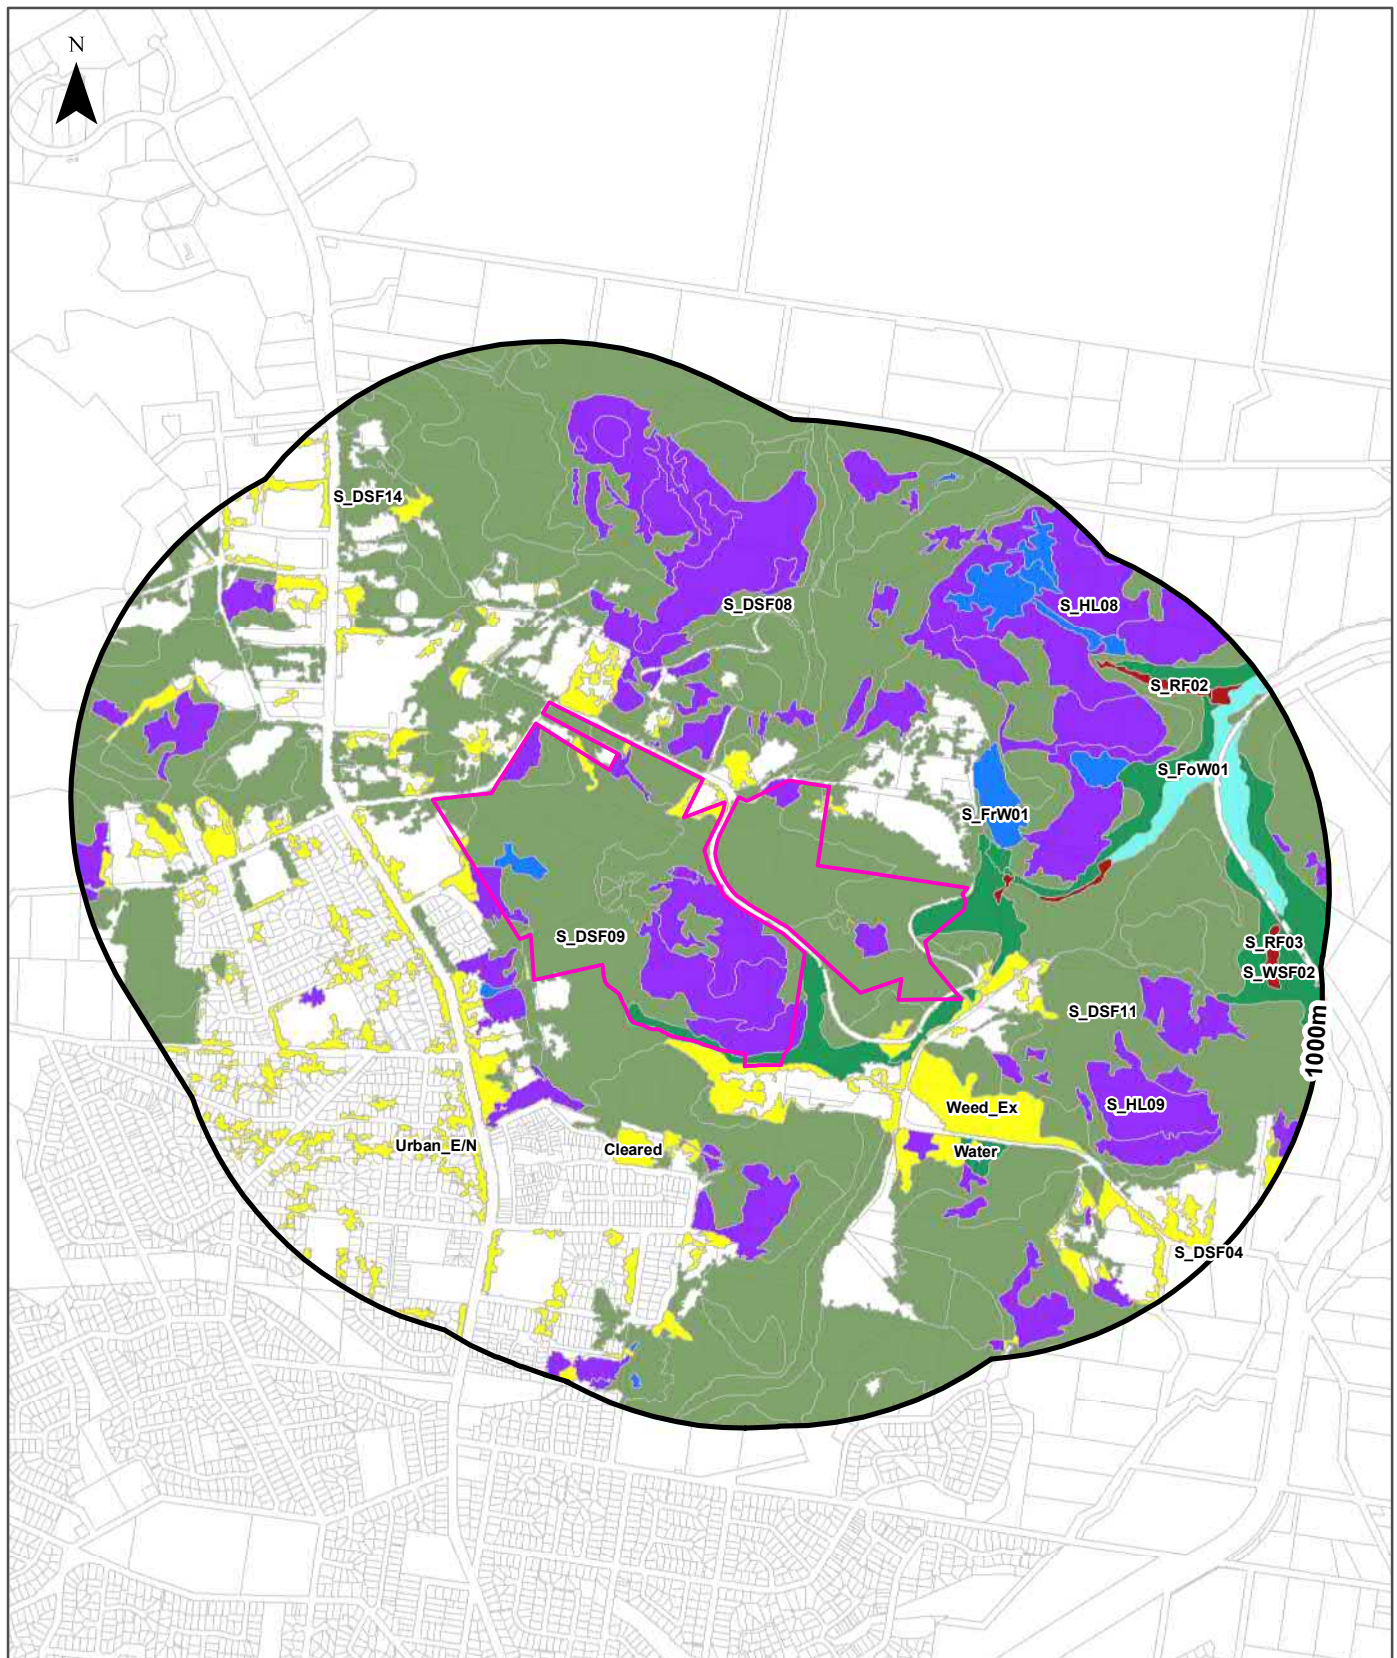 N
S_DSF14
S_DSF08
S_HL08
S_RF02
S_FoW01
S_FrW01
S_DSF09
S_RF03
S_WSF02
S_DSF11
1000m
S_HL09
Weed_Ex
Urban_E/N
Cleared
Water
S_DSF04